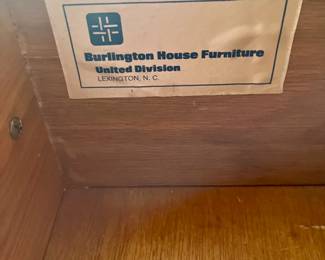 Burlington House Furniture
United Division
LEXINGTON, N. C.